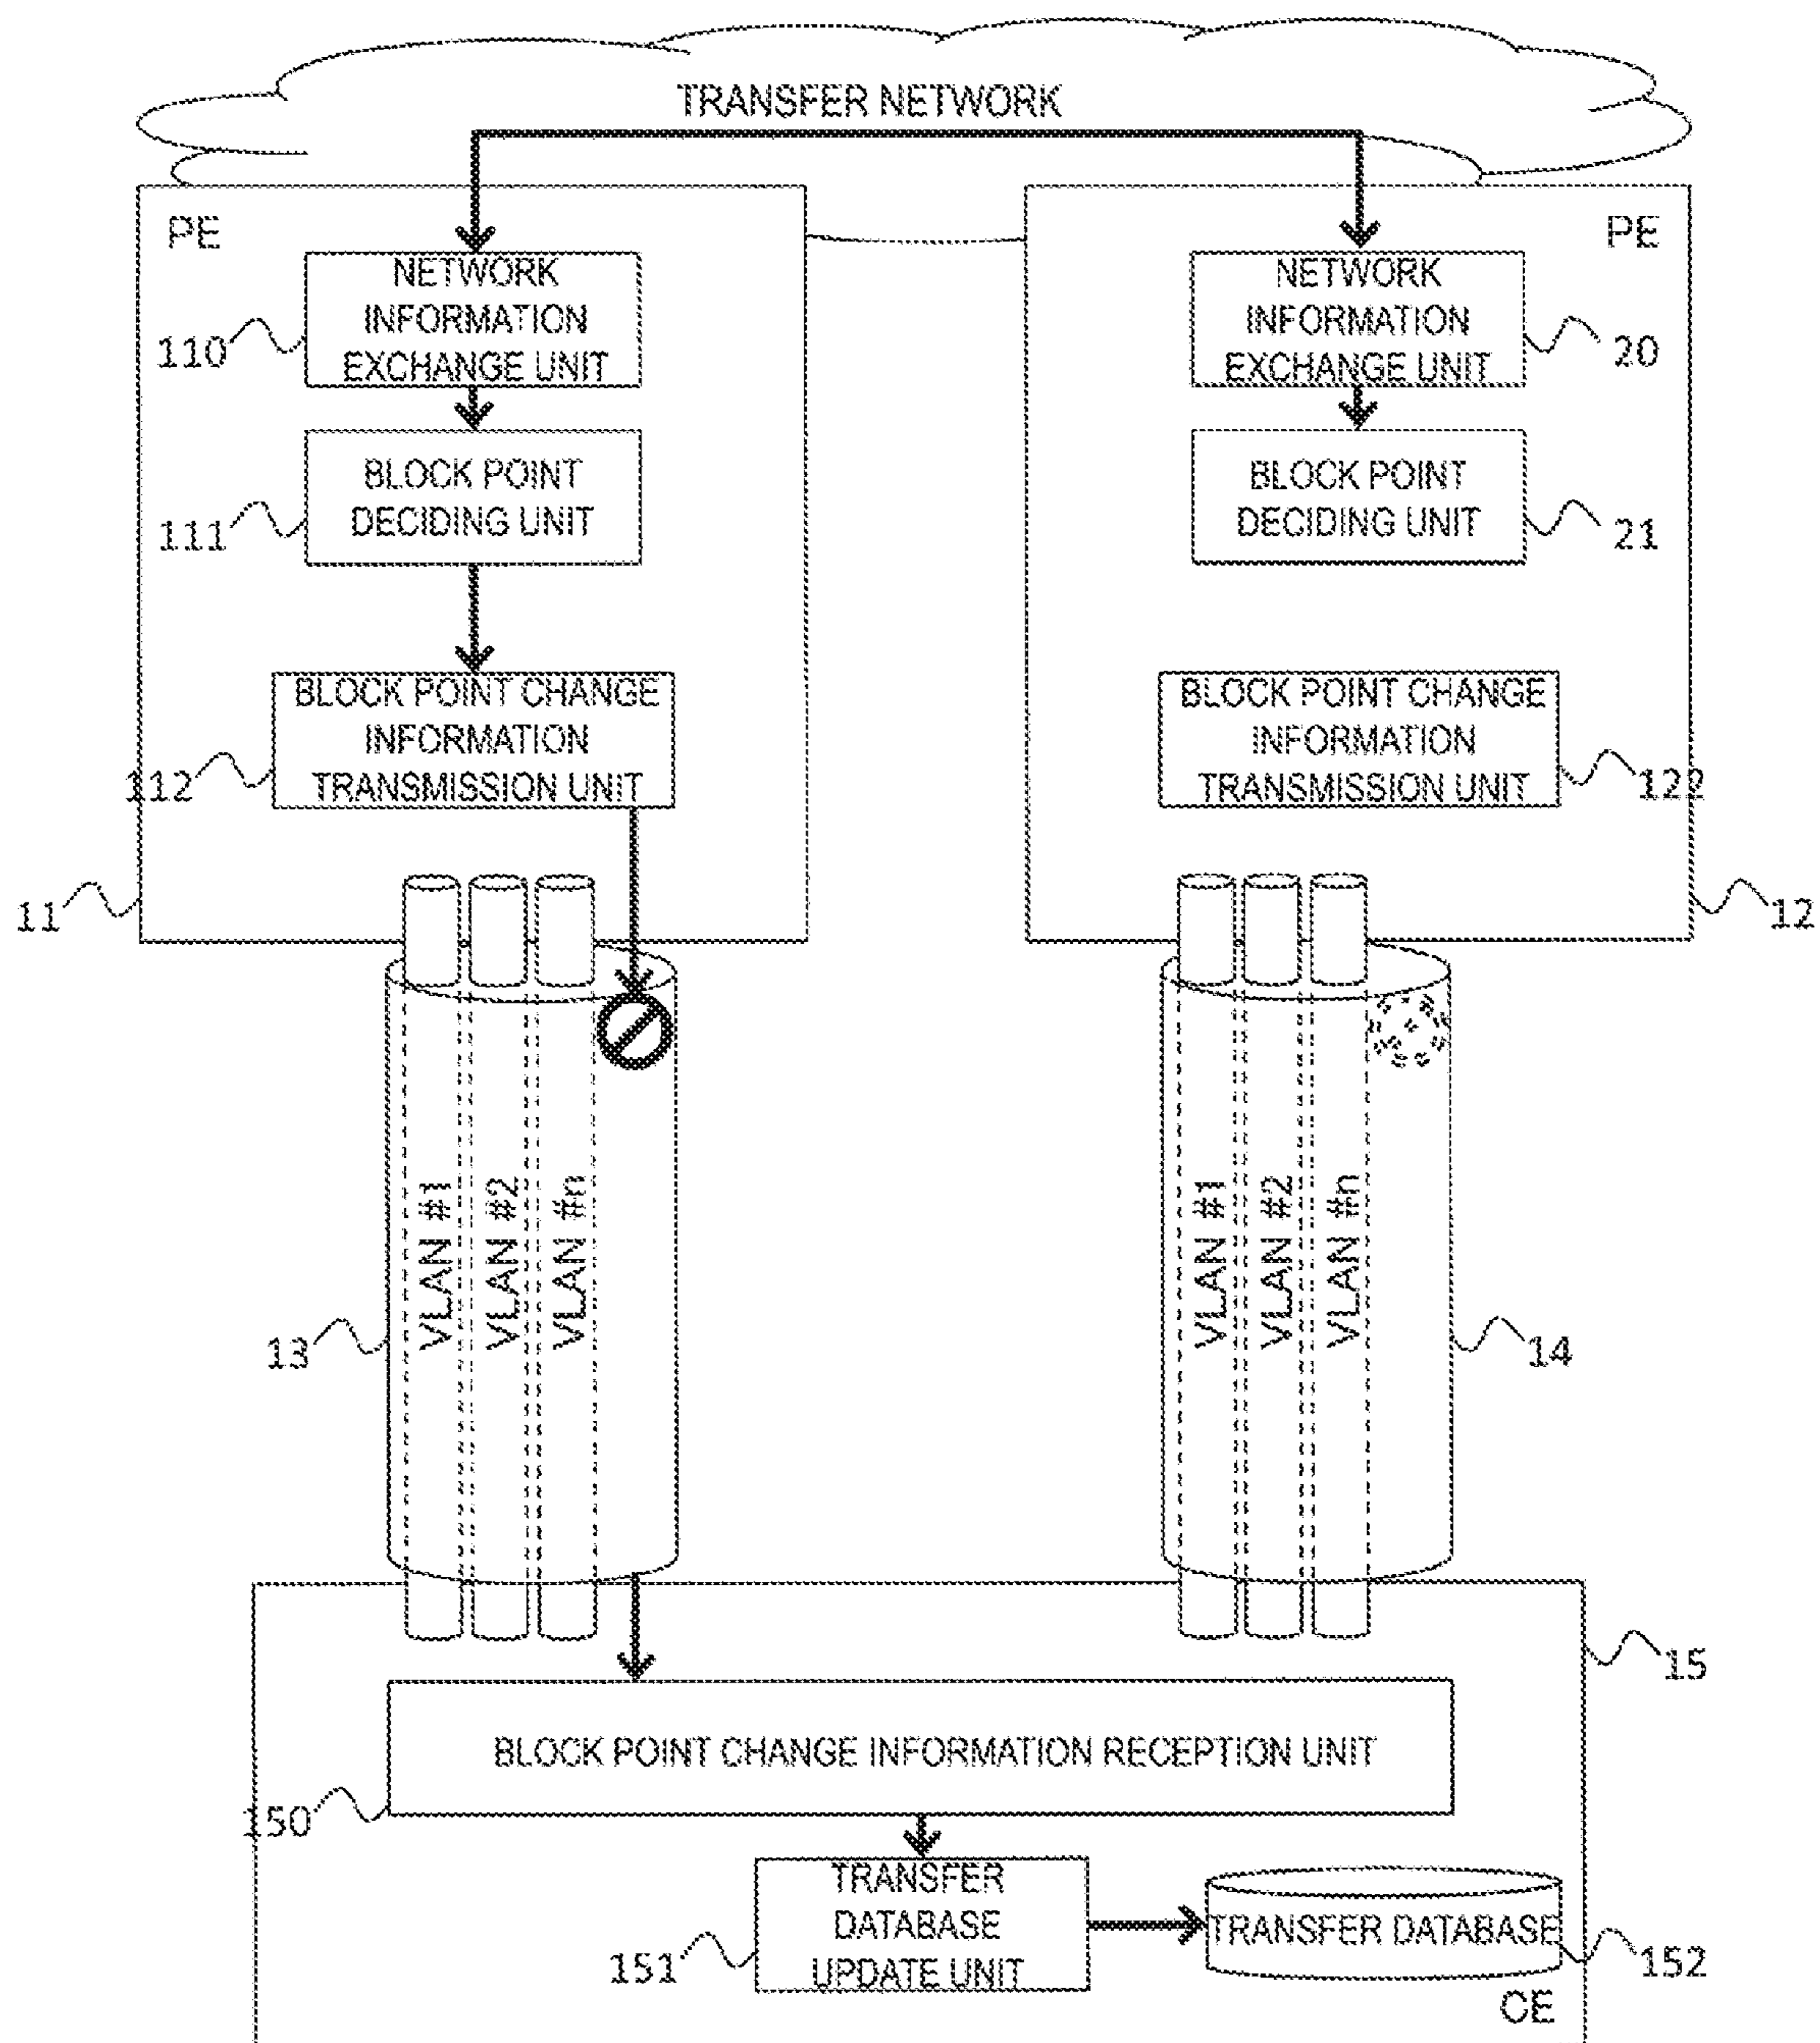 TRANSFER NETWORK
PE
PE
NETWORK
INFORMATION
EXCHANGE UNIT
110
NETWORK
INFORMATION
EXCHANGE UNIT
20
BLOCK POINT
DECIDING UNIT
111
BLOCK POINT
DECIDING UNIT
21
BLOCK POINT CHANGE
INFORMATION
TRANSMISSION UNIT
112
BLOCK POINT CHANGE
INFORMATION
TRANSMISSION UNIT
122
11
12
VLAN #1
VLAN #2
VLAN #n
VLAN #1
VLAN #2
VLAN #n
13
14
15
BLOCK POINT CHANGE INFORMATION RECEPTION UNIT
150
TRANSFER
DATABASE
UPDATE UNIT
151
TRANSFER DATABASE
152
CE